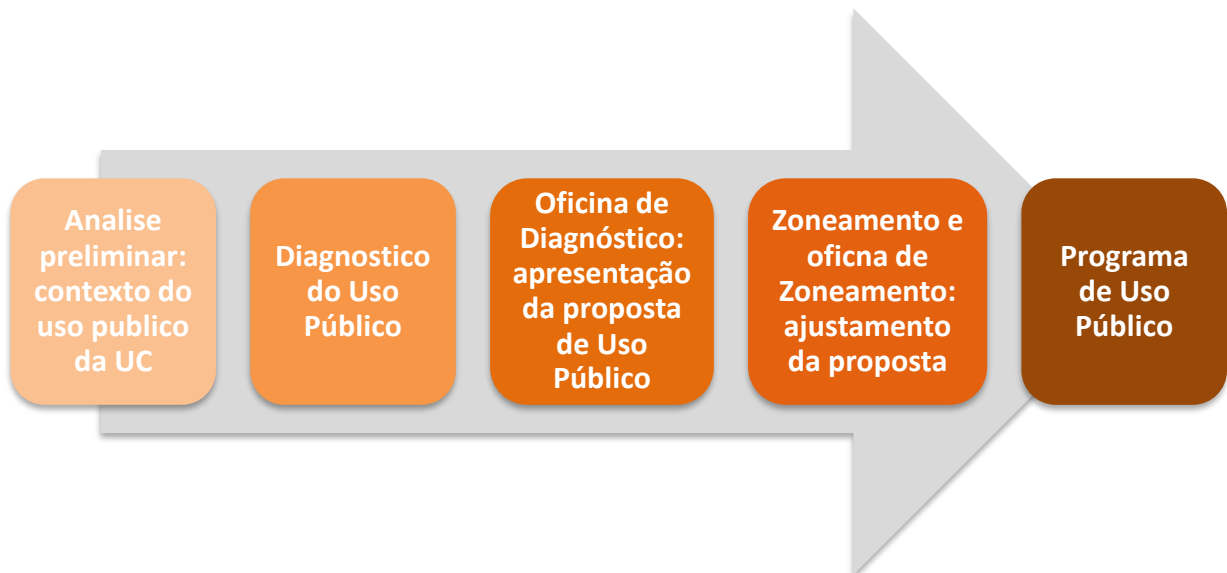 Analise
preliminar:
contexto do
uso publico
da UC
Diagnostico
do Uso
Público
Oficina de
Diagnóstico:
apresentação
da proposta
de Uso
Público
Zoneamento e
oficna de
Zoneamento:
ajustamento
da proposta
Programa
de Uso
Público